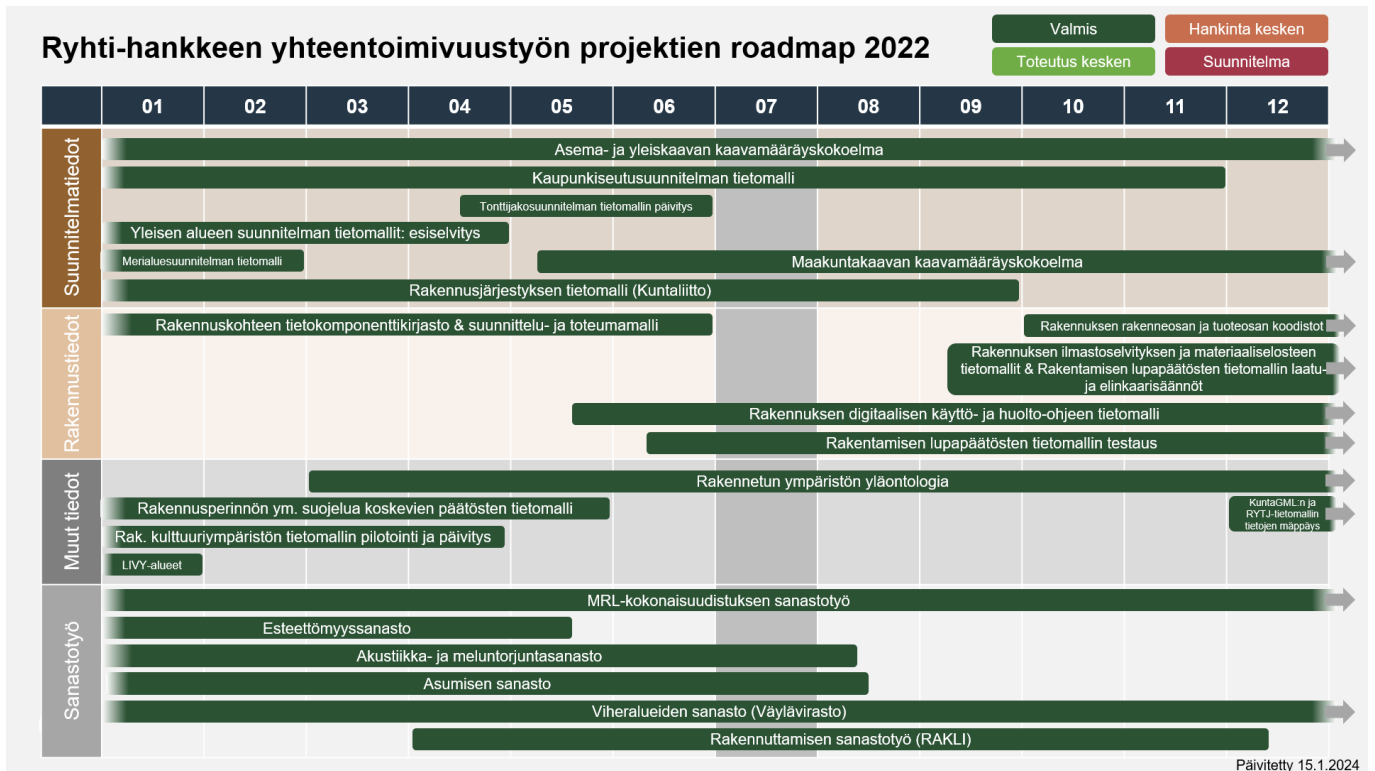 Ryhti-hankkeen yhteentoimivuustyön projektien roadmap 2022
Valmis
Hankinta kesken
Toteutus kesken
Suunnitelma
01 02 03 04 05 06 07 08 09 10 11 12
Suunnitelmatiedot
Asema- ja yleiskaavan kaavamääräyskokoelma
Kaupunkiseutusuunnitelman tietomalli
Tonttijakosuunnitelman tietomallin päivitys
Yleisen alueen suunnitelman tietomallit: esiselvitys
Merialuesuunnitelman tietomalli
Maakuntakaavan kaavamääräyskokoelma
Rakennusjärjestyksen tietomalli (Kuntaliitto)
Rakennustiedot
Rakennuskohteen tietokomponenttikirjasto & suunnittelu- ja toteumamalli
Rakennuksen rakenneosan ja tuoteosan koodistot
Rakennuksen ilmastoselvityksen ja materiaaliselosteen
tietomallit & Rakentamisen lupapäätösten tietomallin laatu-
ja elinkaarisäännöt
Rakennuksen digitaalisen käyttö- ja huolto-ohjeen tietomalli
Rakentamisen lupapäätösten tietomallin testaus
Muut tiedot
Rakennetun ympäristön yläontologia
Rakennusperinnön ym. suojelua koskevien päätösten tietomalli
KuntaGML:n ja
RYTJ-tietomallin
tietojen mäppäys
Rak. kulttuuriympäristön tietomallin pilotointi ja päivitys
LIVY-alueet
Sanastotyö
MRL-kokonaisuudistuksen sanastotyö
Esteettömyyssanasto
Akustiikka- ja meluntorjuntasanasto
Asumisen sanasto
Viheralueiden sanasto (Väylävirasto)
Rakennuttamisen sanastotyö (RAKLI)
Päivitetty 15.1.2024